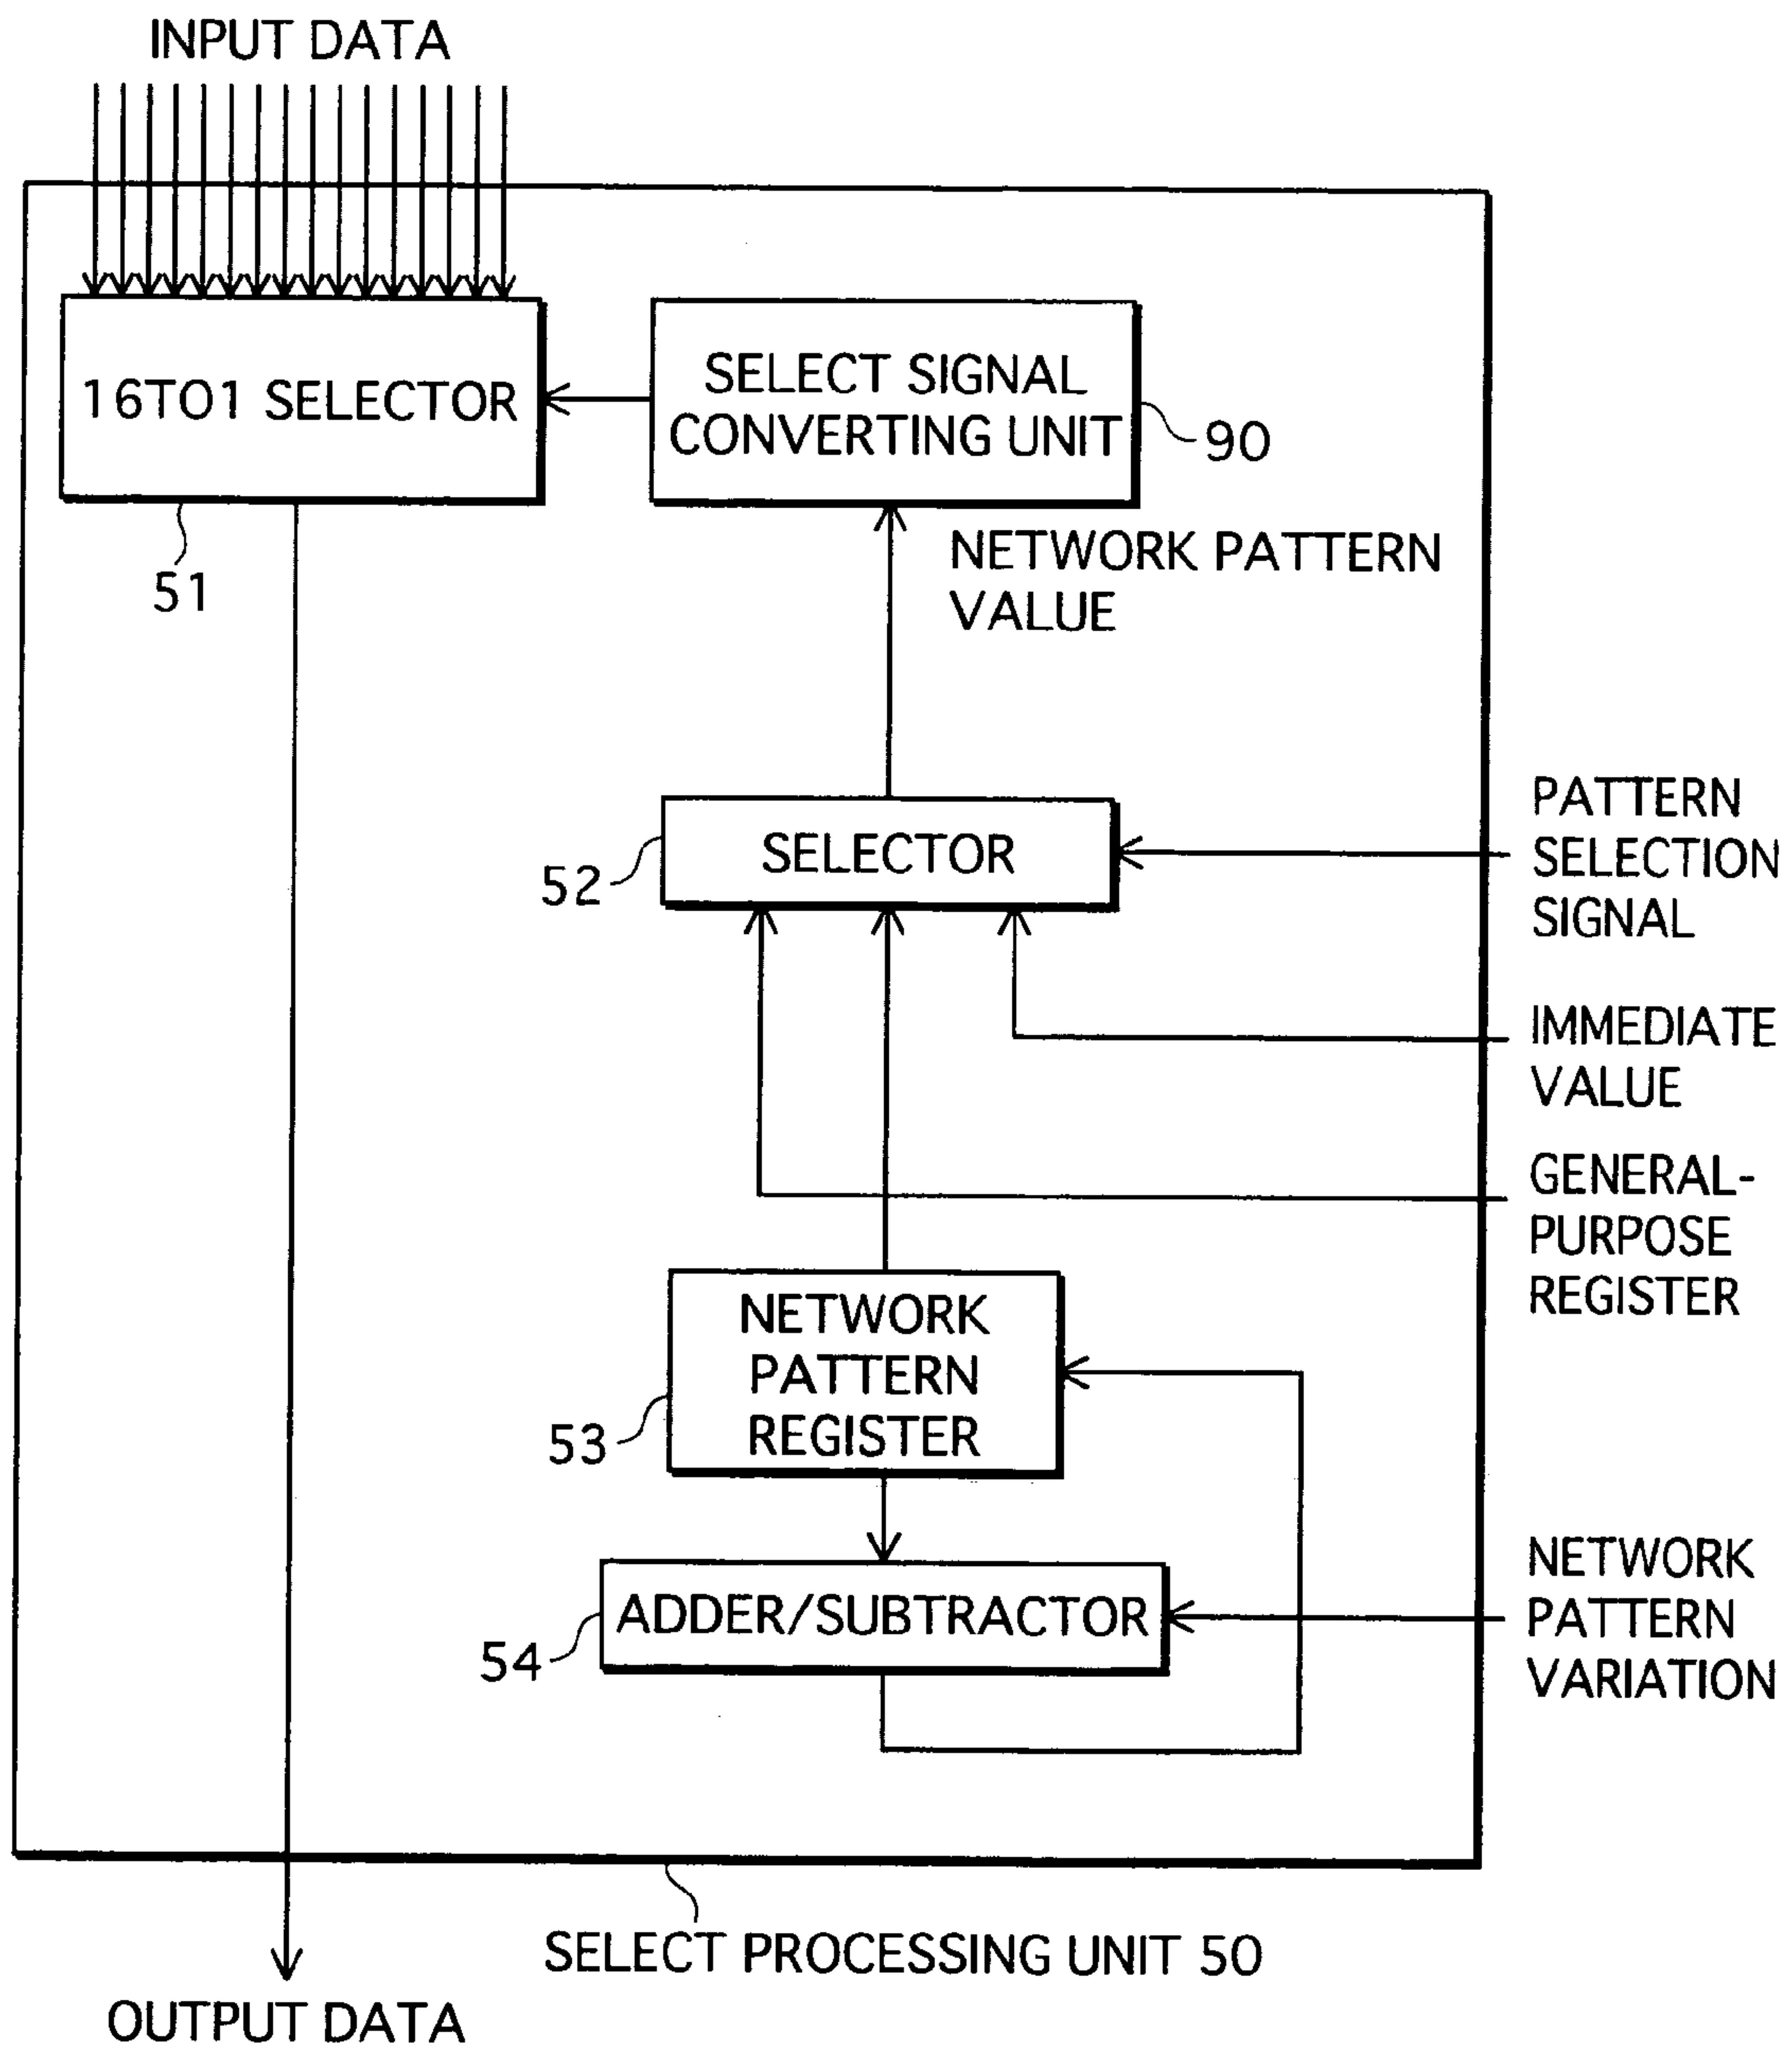 INPUT DATA
16TO1 SELECTOR
SELECT SIGNAL
CONVERTING UNIT
90
51
NETWORK PATTERN
VALUE
SELECTOR
52
PATTERN
SELECTION
SIGNAL
IMMEDIATE
VALUE
GENERAL-
PURPOSE
REGISTER
NETWORK
PATTERN
REGISTER
53
ADDER/SUBTRACTOR
54
NETWORK
PATTERN
VARIATION
SELECT PROCESSING UNIT 50
OUTPUT DATA